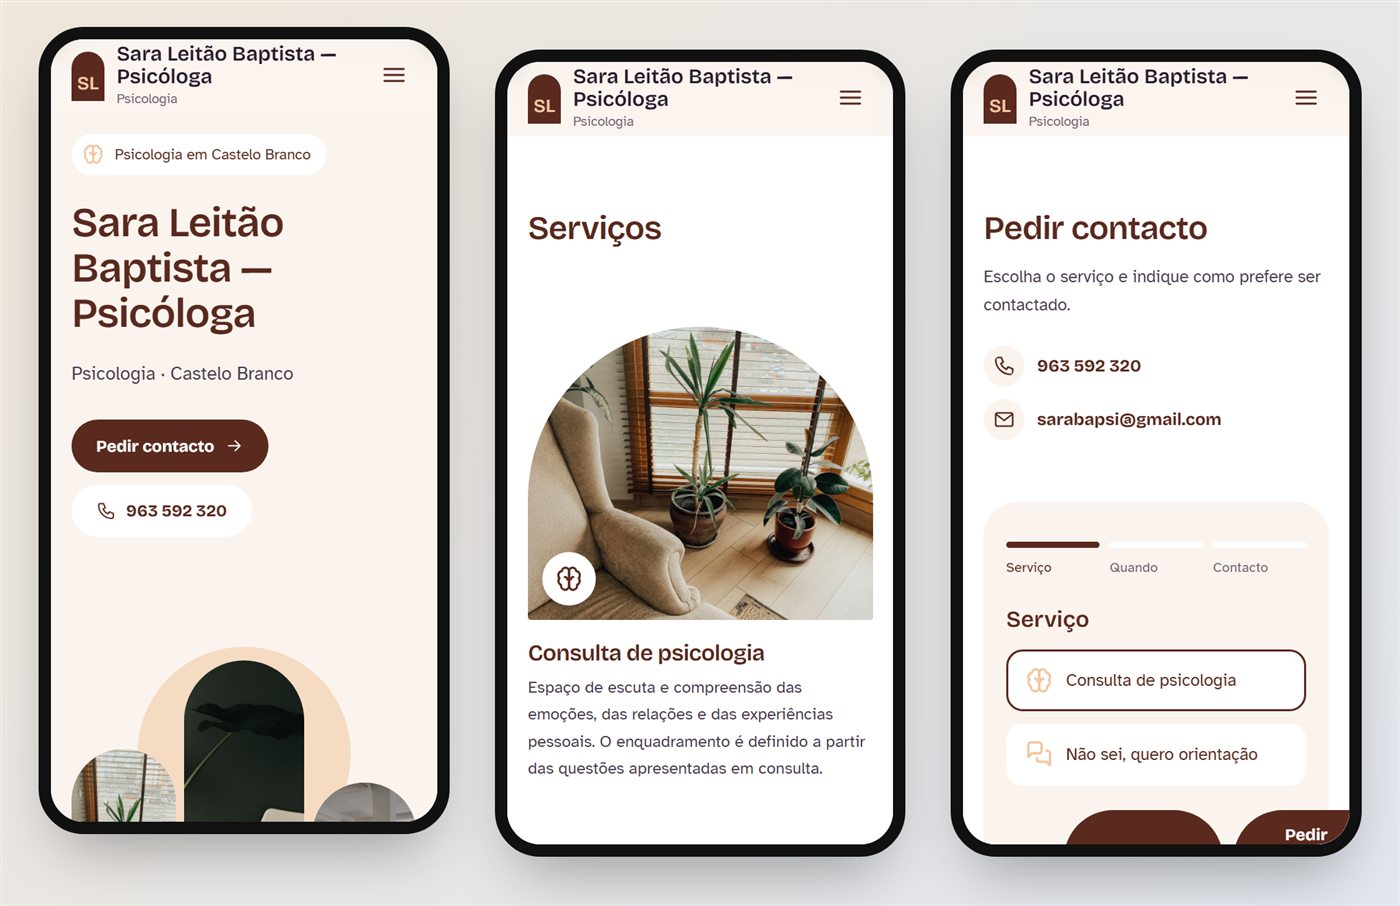 Sara Leitão Baptista —
Psicóloga
Psicologia
SL
Psicologia em Castelo Branco
Sara Leitão
Baptista —
Psicóloga
Psicologia · Castelo Branco
Pedir contacto
963 592 320
Sara Leitão Baptista —
Psicóloga
Psicologia
SL
Serviços
Consulta de psicologia
Espaço de escuta e compreensão das
emoções, das relações e das experiências
pessoais. O enquadramento é definido a partir
das questões apresentadas em consulta.
Sara Leitão Baptista —
Psicóloga
Psicologia
SL
Pedir contacto
Escolha o serviço e indique como prefere ser
contactado.
963 592 320
sarabapsi@gmail.com
Serviço
Quando
Contacto
Serviço
Consulta de psicologia
Não sei, quero orientação
Pedir